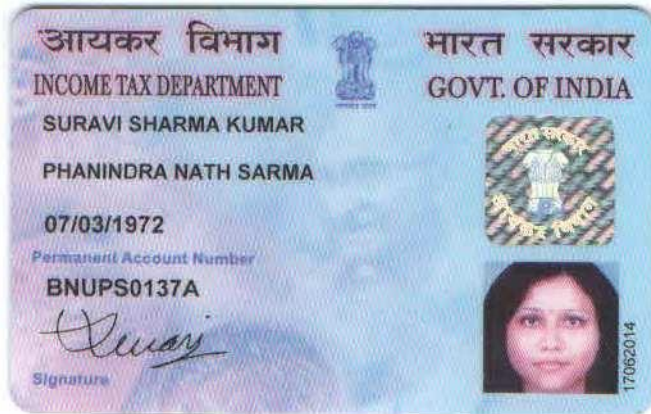 आयकर विभाग
INCOME TAX DEPARTMENT
भारत सरकार
GOVT. OF INDIA
SURAVI SHARMA KUMAR
PHANINDRA NATH SARMA
07/03/1972
Permanent Account Number
BNUPS0137A
Signature
17062014